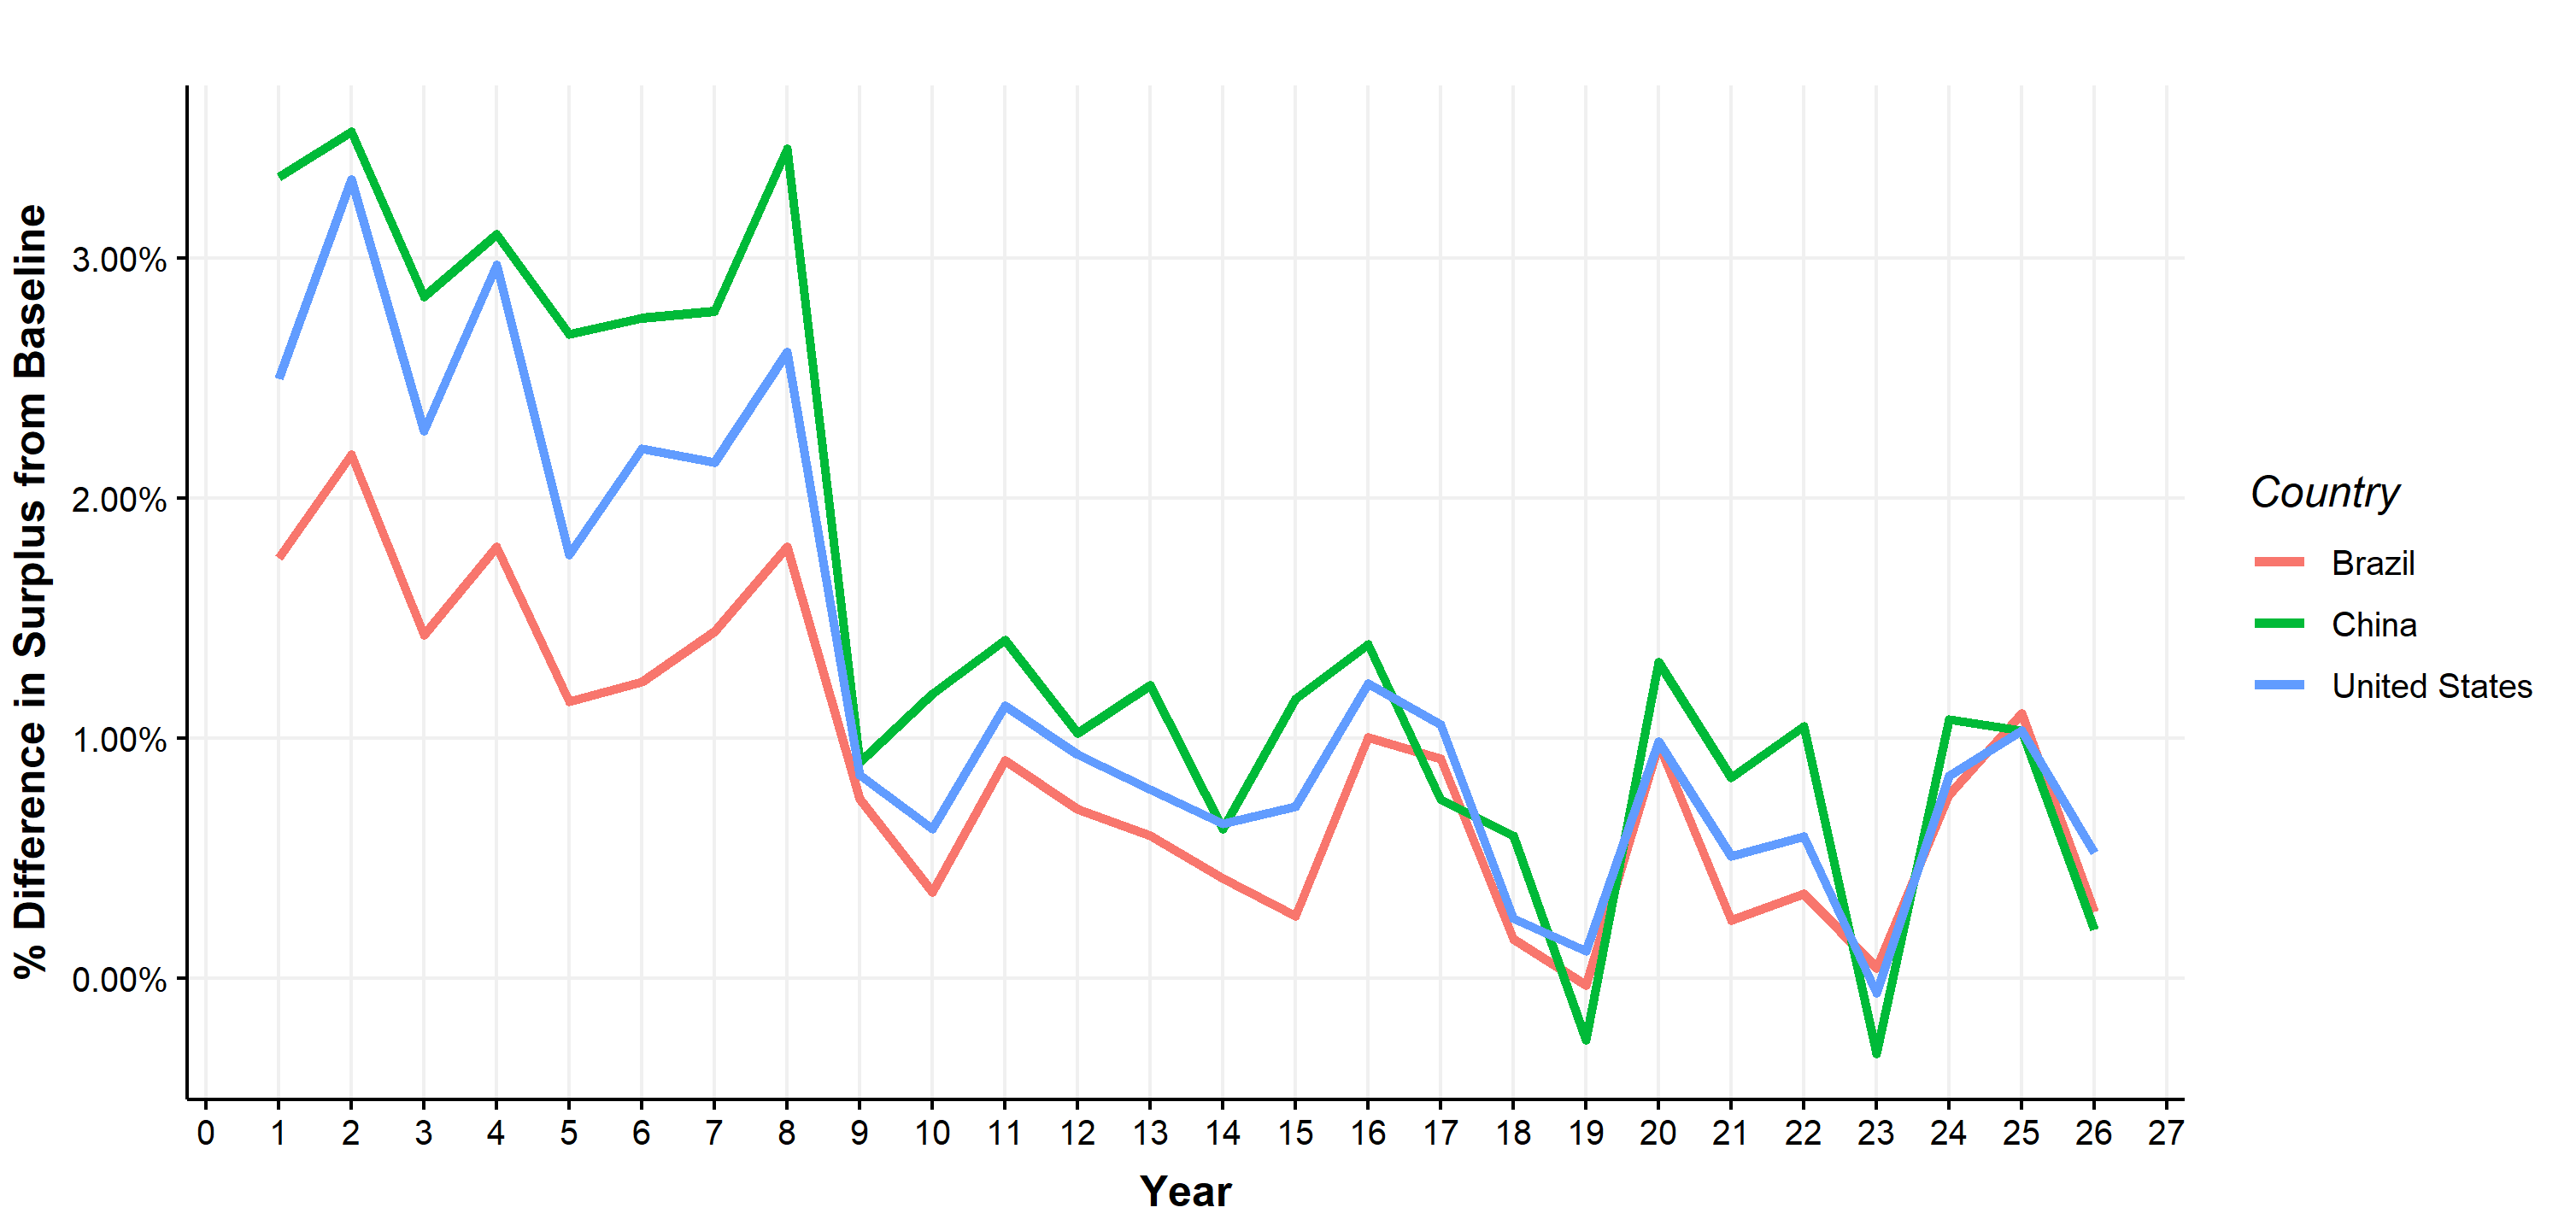 % Difference in Surplus from Baseline
3.00%
2.00%
1.00%
0.00%
0 1 2 3 4 5 6 7 8 9 10 11 12 13 14 15 16 17 18 19 20 21 22 23 24 25 26 27
Year
Country
Brazil
China
United States